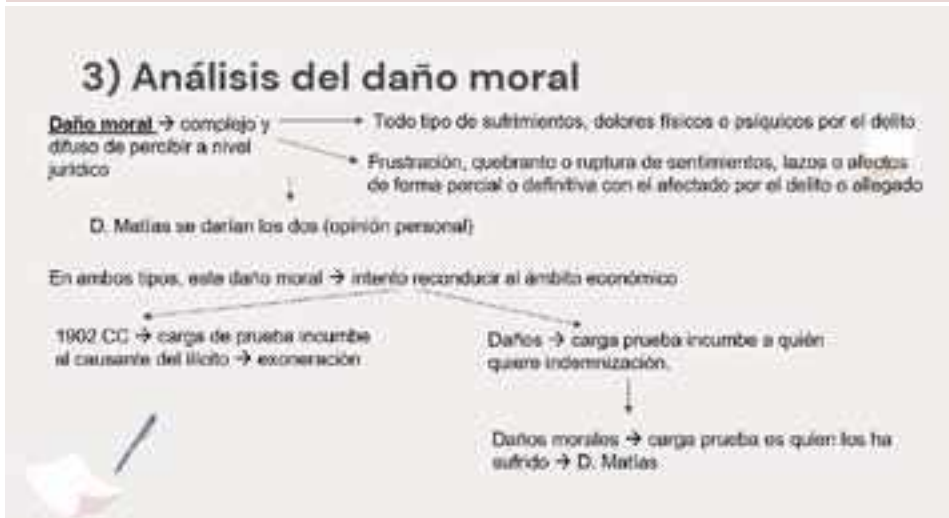 3) Análisis del daño moral
Daño moral → complejo y
difuso de percibir a nivel
jurídico
Todo tipo de sufrimientos, dolores físicos o psíquicos por el delito
Frustración, quebranto o ruptura de sentimientos, lazos o afectos
de forma parcial o definitiva con el afectado por el delito o allegado
D. Matías se darían los dos (opinión personal)
En ambos tipos, este daño moral → intento reconducir al ámbito económico
1902 CC → carga de prueba incumbe
al causante del ilícito → exoneración
Daños → carga prueba incumbe a quién
quiere indemnización.
Daños morales → carga prueba es quien los ha
sufrido → D. Matías